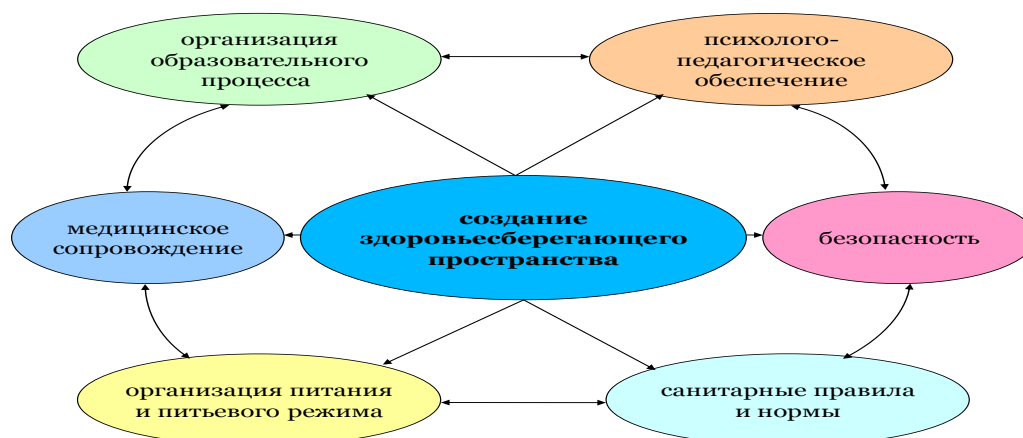 организация
образовательного
процесса
психолого-
педагогическое
обеспечение
медицинское
сопровождение
создание
здоровьесберегающего
пространства
безопасность
организация питания
и питьевого режима
санитарные правила
и нормы